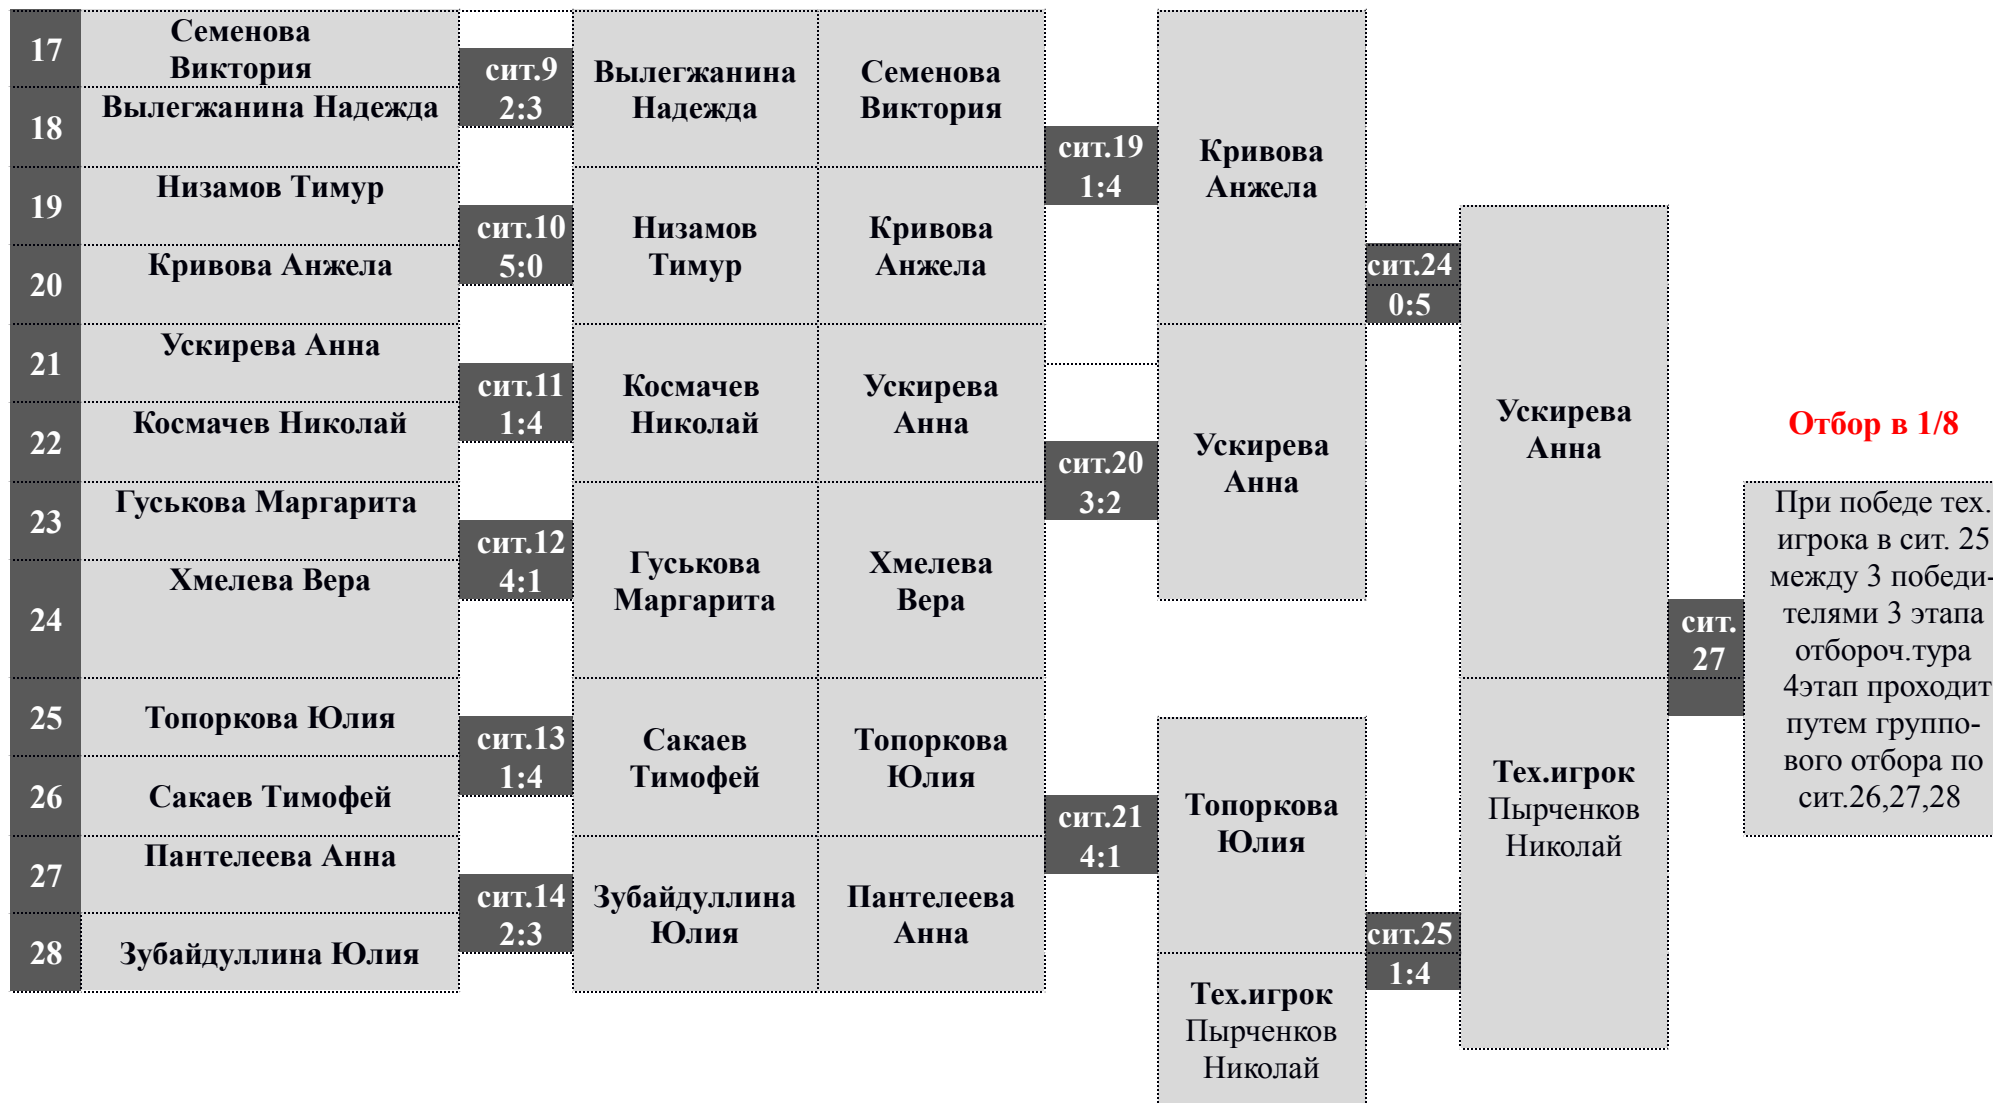 17
Семенова
Виктория
18
Вылегжанина Надежда
19
Низамов Тимур
20
Кривова Анжела
21
Ускирева Анна
22
Космачев Николай
23
Гуськова Маргарита
24
Хмелева Вера
25
Топоркова Юлия
26
Сакаев Тимофей
27
Пантелеева Анна
28
Зубайдуллина Юлия
сит.9
2:3
сит.10
5:0
сит.11
1:4
сит.12
4:1
сит.13
1:4
сит.14
2:3
Вылегжанина
Надежда
Низамов
Тимур
Космачев
Николай
Гуськова
Маргарита
Сакаев
Тимофей
Зубайдуллина
Юлия
Семенова
Виктория
Кривова
Анжела
Ускирева
Анна
Хмелева
Вера
Топоркова
Юлия
Пантелеева
Анна
сит.19
1:4
сит.20
3:2
сит.21
4:1
Кривова
Анжела
Ускирева
Анна
Топоркова
Юлия
Тех.игрок
Пырченков
Николай
сит.24
0:5
сит.25
1:4
Ускирева
Анна
Тех.игрок
Пырченков
Николай
сит.
27
Отбор в 1/8
При победе тех.
игрока в сит. 25
между 3 победи-
телями 3 этапа
отбороч.тура
4этап проходит
путем группо-
вого отбора по
сит.26,27,28